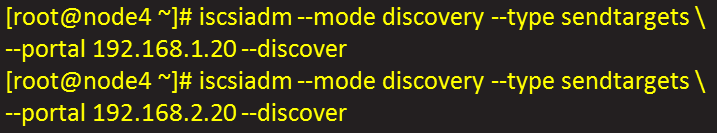 [root@node4 ~]# iscsiadm --mode discovery --type sendtargets \
--portal 192.168.1.20 --discover
[root@node4 ~]# iscsiadm --mode discovery --type sendtargets \
--portal 192.168.2.20 --discover